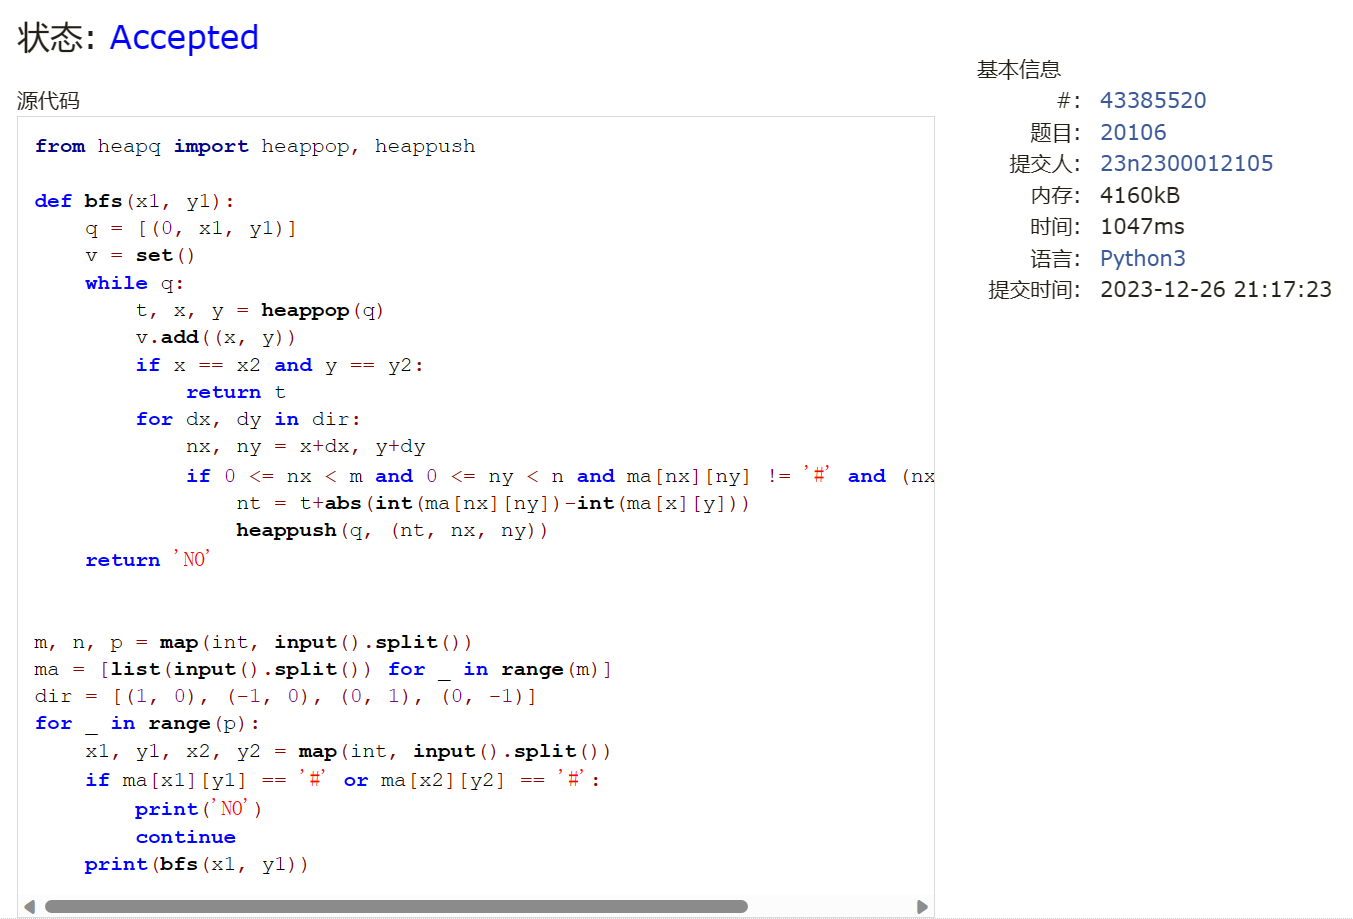 状态: Accepted
源代码
from heapq import heappop, heappush
def bfs(x1, y1):
    q = [(0, x1, y1)]
    v = set()
    while q:
        t, x, y = heappop(q)
        v.add((x, y))
        if x == x2 and y == y2:
            return t
        for dx, dy in dir:
            nx, ny = x+dx, y+dy
            if 0 <= nx < m and 0 <= ny < n and ma[nx][ny] != '#' and (nx
                nt = t+abs(int(ma[nx][ny])-int(ma[x][y]))
                heappush(q, (nt, nx, ny))
    return 'NO'
m, n, p = map(int, input().split())
ma = [list(input().split()) for _ in range(m)]
dir = [(1, 0), (-1, 0), (0, 1), (0, -1)]
for _ in range(p):
    x1, y1, x2, y2 = map(int, input().split())
    if ma[x1][y1] == '#' or ma[x2][y2] == '#':
        print('NO')
        continue
    print(bfs(x1, y1))
基本信息
#: 43385520
题目: 20106
提交人: 23n2300012105
内存: 4160kB
时间: 1047ms
语言: Python3
提交时间: 2023-12-26 21:17:23